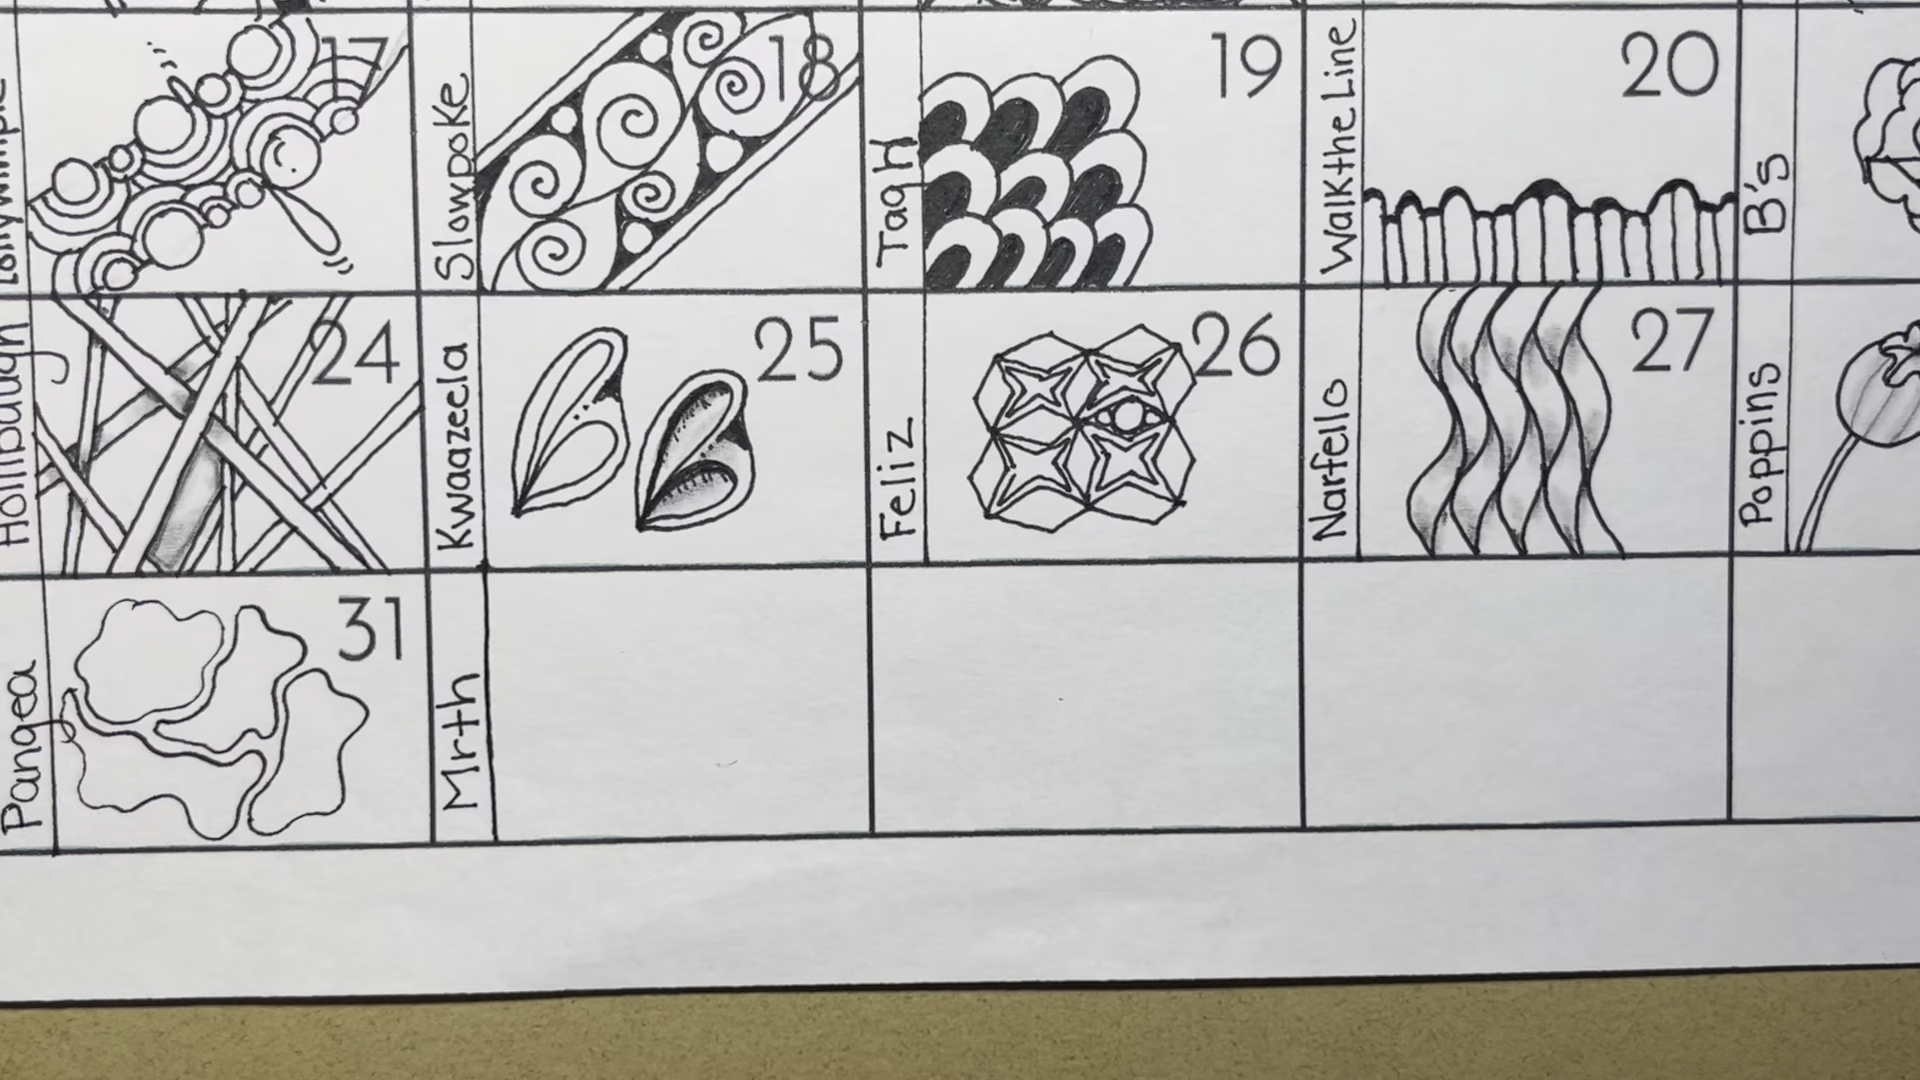 Lollywimple 17
Slowpoke 18
TagH 19
Walk the Line 20
B's
Hollibaugh 24
Kwaazeela 25
Feliz 26
Narfello 27
Poppins
Pangea 31
Mrth